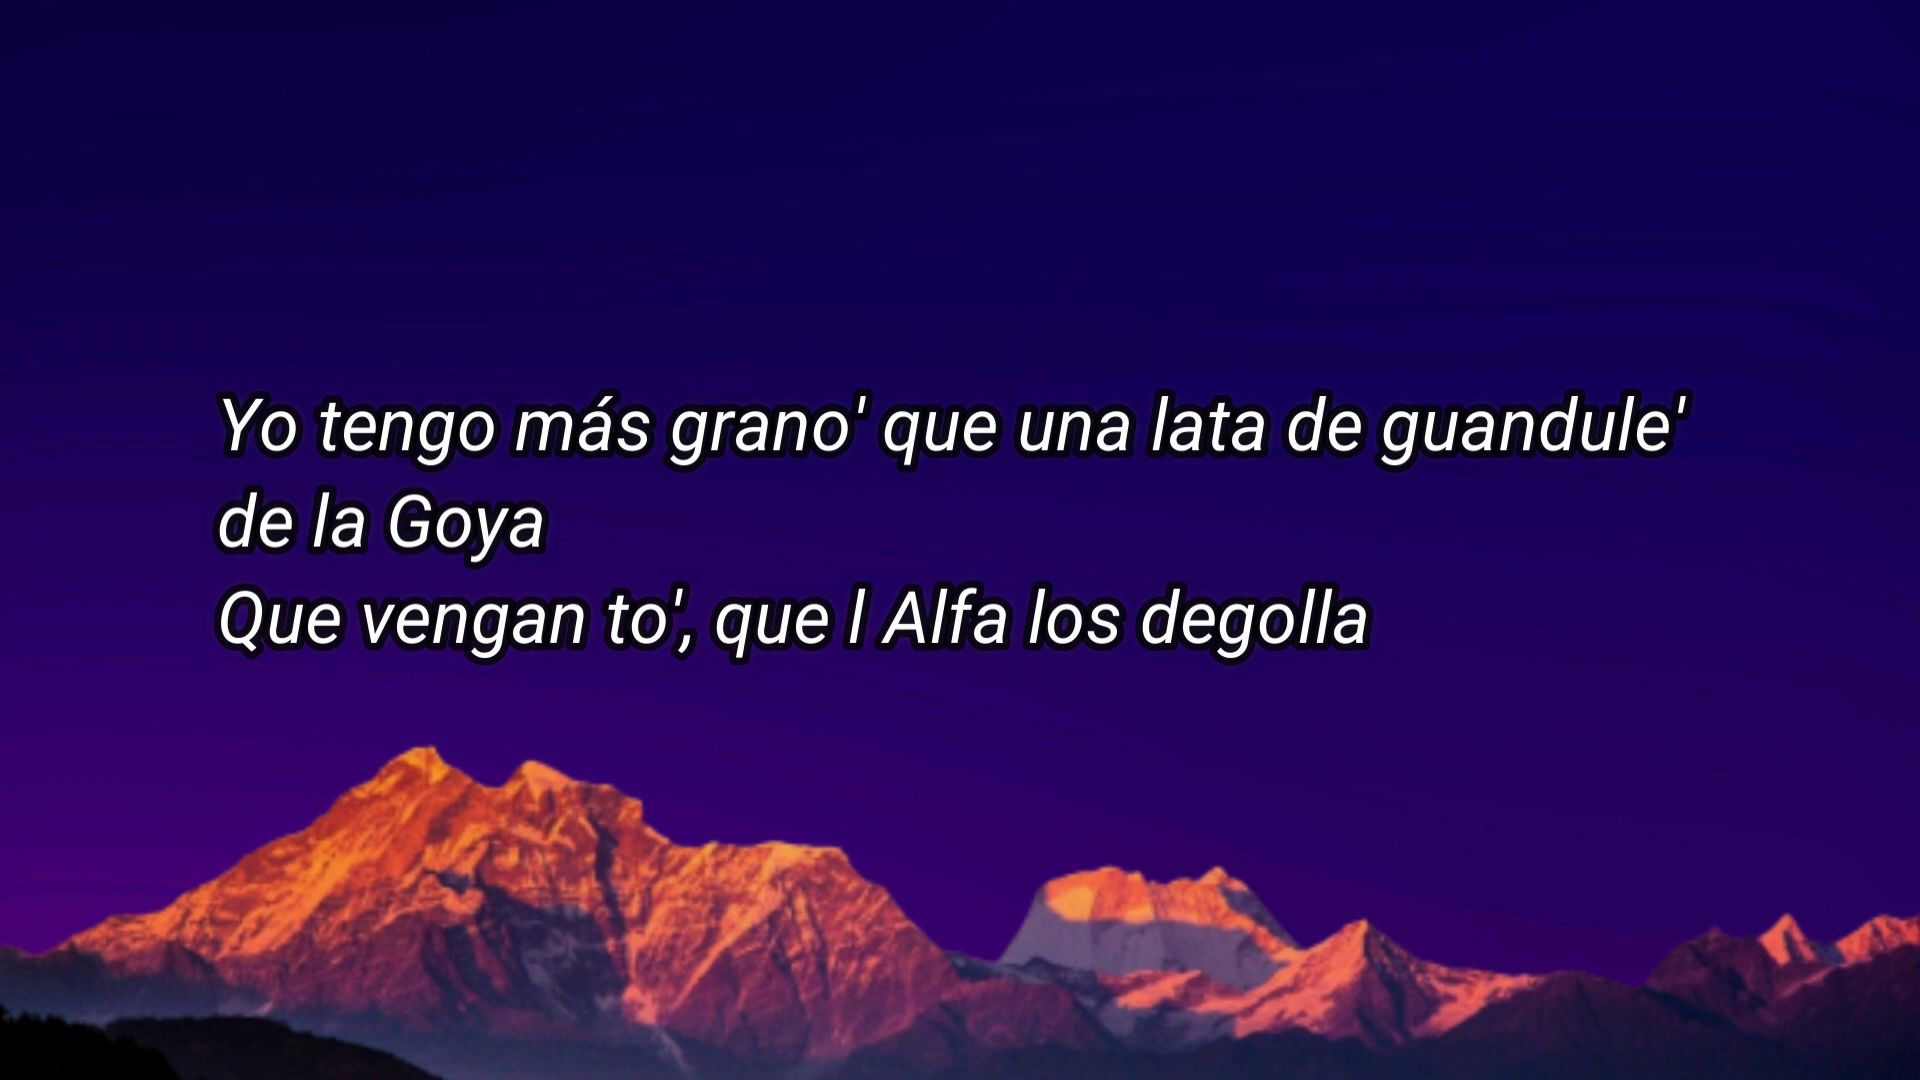 Yo tengo más grano' que una lata de guandule'
de la Goya
Que vengan to', que l Alfa los degolla